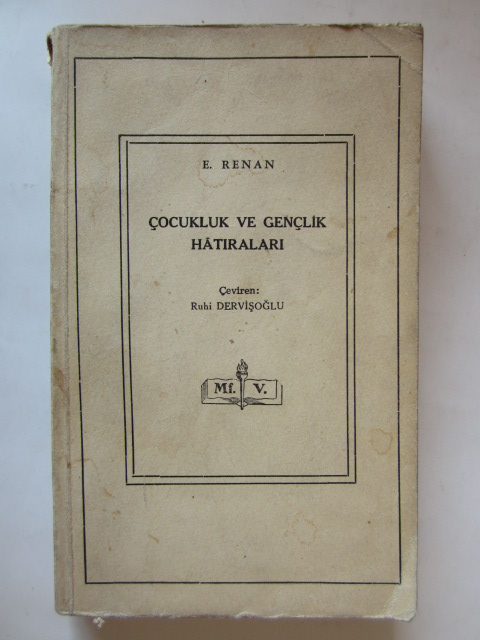 E. RENAN
ÇOCUKLUK VE GENÇLİK
HÂTIRALARI
Çeviren:
Ruhi DERVİŞOĞLU
Mf. V.